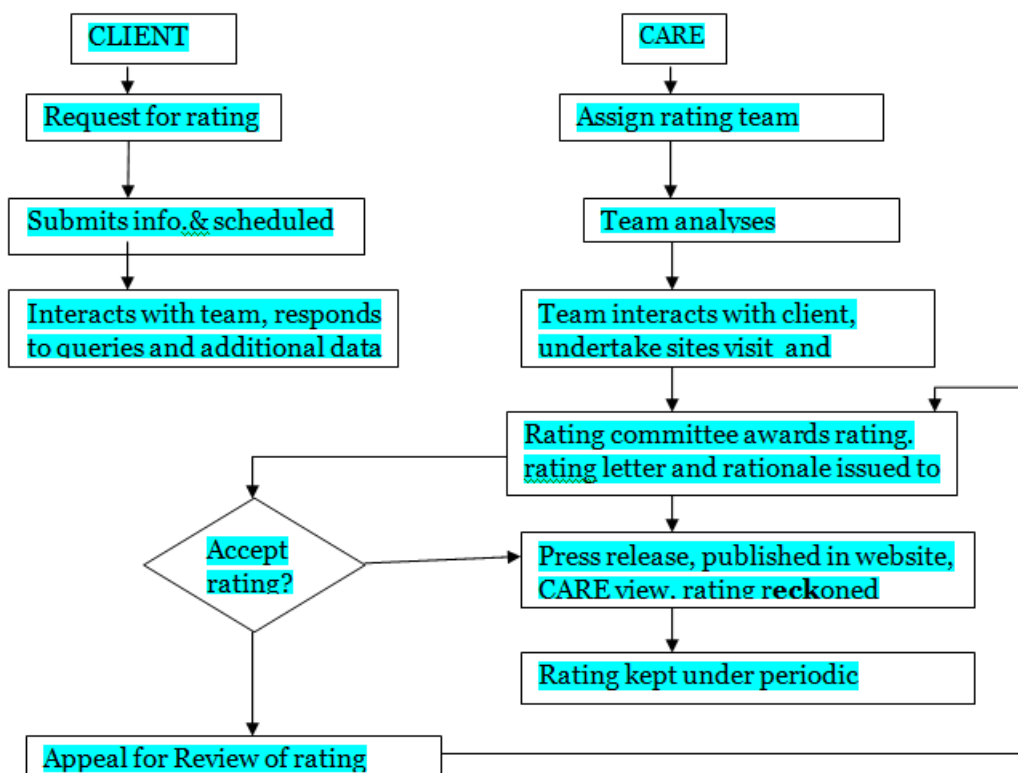 CLIENT
Request for rating
Submits info.& scheduled
Interacts with team, responds
to queries and additional data
CARE
Assign rating team
Team analyses
Team interacts with client,
undertake sites visit and
Rating committee awards rating.
rating letter and rationale issued to
Accept
rating?
Press release, published in website,
CARE view. rating reckoned
Rating kept under periodic
Appeal for Review of rating